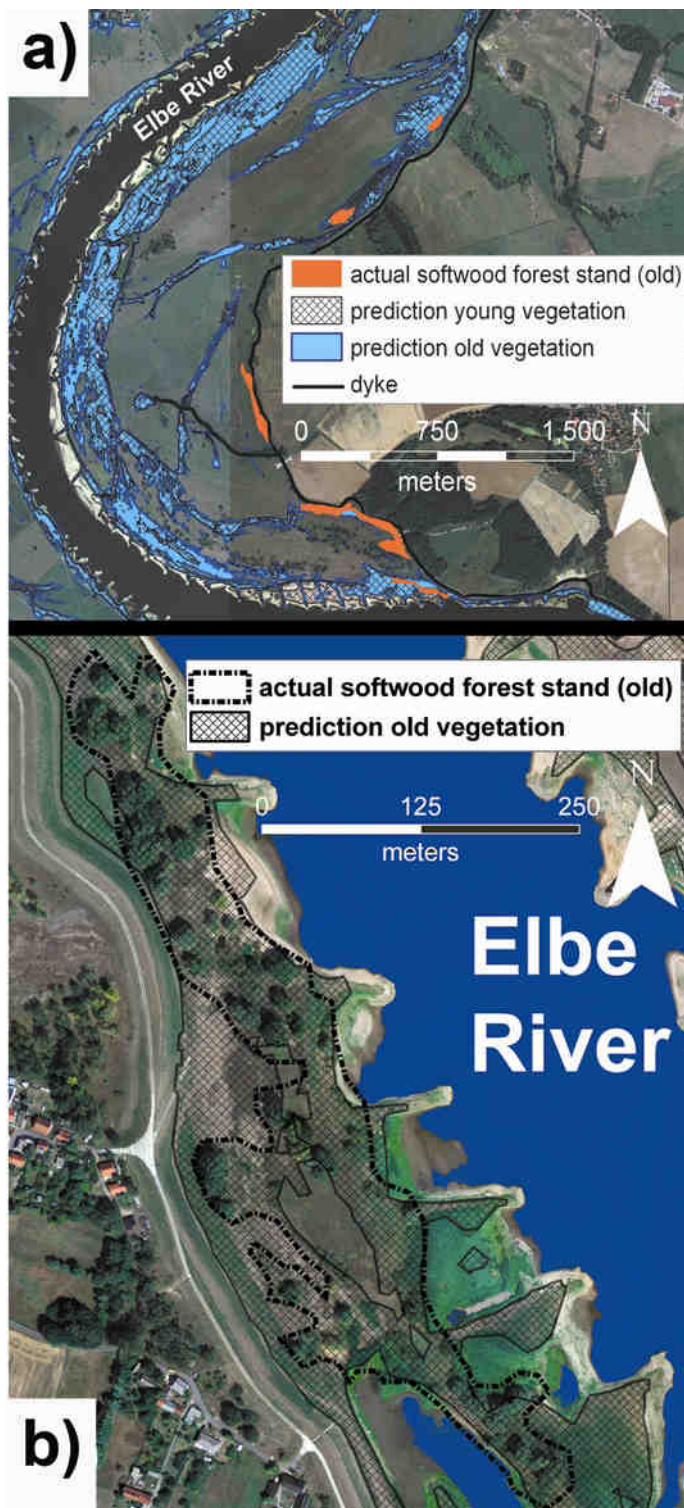 a)
Elbe River
actual softwood forest stand (old)
prediction young vegetation
prediction old vegetation
dyke
0 750 1,500
meters
N
actual softwood forest stand (old)
prediction old vegetation
N
0 125 250
meters
Elbe
River
b)